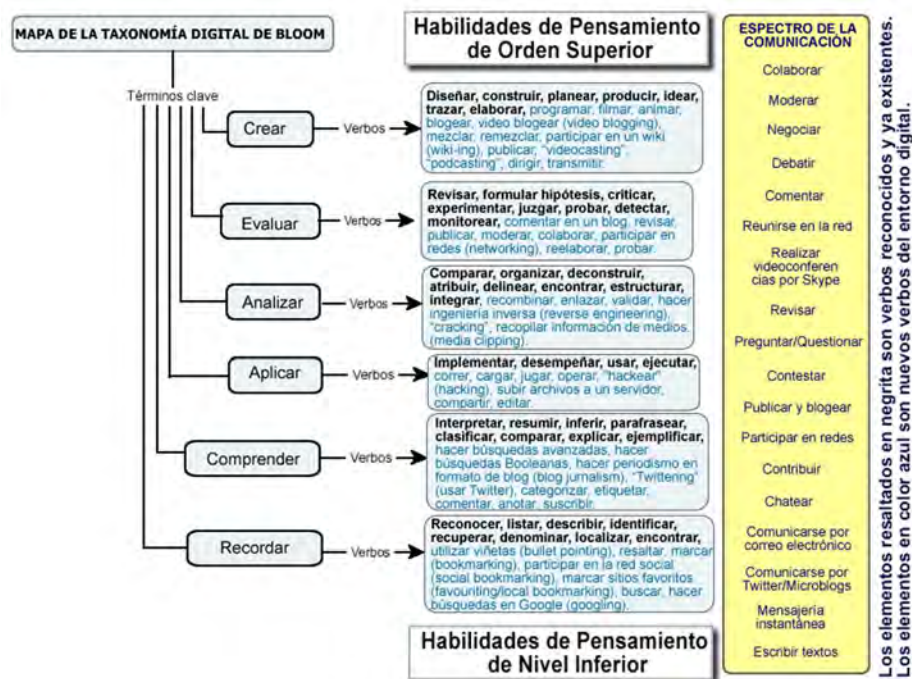 MAPA DE LA TAXONOMÍA DIGITAL DE BLOOM
Habilidades de Pensamiento
de Orden Superior
Términos clave
Crear
Verbos
Diseñar, construir, planear, producir, idear,
trazar, elaborar, programar, filmar, animar,
blogear, video blogear (video blogging),
mezclar, remezclar, participar en un wiki
(wiki-ing), publicar, "videocasting",
"podcasting", dirigir, transmitir.
Evaluar
Verbos
Revisar, formular hipótesis, criticar,
experimentar, juzgar, probar, detectar,
monitorear, comentar en un blog, revisar,
publicar, moderar, colaborar, participar en
redes (networking), reelaborar, probar.
Analizar
Verbos
Comparar, organizar, deconstruir,
atribuir, delinear, encontrar, estructurar,
integrar, recombinar, enlazar, validar, hacer
ingeniería inversa (reverse engineering),
"cracking", recopilar información de medios
(media clipping).
Aplicar
Verbos
Implementar, desempeñar, usar, ejecutar,
correr, cargar, jugar, operar, "hackear"
(hacking), subir archivos a un servidor,
compartir, editar.
Comprender
Verbos
Interpretar, resumir, inferir, parafrasear,
clasificar, comparar, explicar, ejemplificar,
hacer búsquedas avanzadas, hacer
búsquedas Booleanas, hacer periodismo en
formato de blog (blog jurnalism), "Twittering"
(usar Twitter), categorizar, etiquetar,
comentar, anotar, suscribir.
Recordar
Verbos
Reconocer, listar, describir, identificar,
recuperar, denominar, localizar, encontrar,
utilizar viñetas (bullet pointing), resaltar, marcar
(bookmarking), participar en la red social
(social bookmarking), marcar sitios favoritos
(favouriting/local bookmarking), buscar, hacer
búsquedas en Google (googling).
Habilidades de Pensamiento
de Nivel Inferior
ESPECTRO DE LA
COMUNICACIÓN
Colaborar
Moderar
Negociar
Debatir
Comentar
Reunirse en la red
Realizar
videoconferen
cias por Skype
Revisar
Preguntar/Questionar
Contestar
Publicar y blogear
Participar en redes
Contribuir
Chatear
Comunicarse por
correo electrónico
Comunicarse por
Twitter/Microblogs
Mensajería
instantánea
Escribir textos
Los elementos resaltados en negrita son verbos reconocidos y ya existentes.
Los elementos en color azul son nuevos verbos del entorno digital.